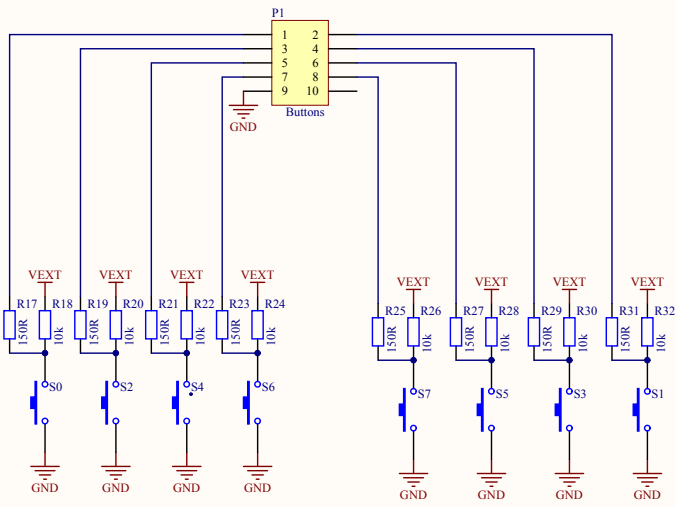 P1
1 2
3 4
5 6
7 8
9 10
Buttons
GND
VEXT VEXT VEXT VEXT VEXT VEXT VEXT VEXT
R17 R18 R19 R20 R21 R22 R23 R24 R25 R26 R27 R28 R29 R30 R31 R32
150R 10k 150R 10k 150R 10k 150R 10k 150R 10k 150R 10k 150R 10k 150R 10k
S0 S2 S4 S6 S7 S5 S3 S1
GND GND GND GND GND GND GND GND